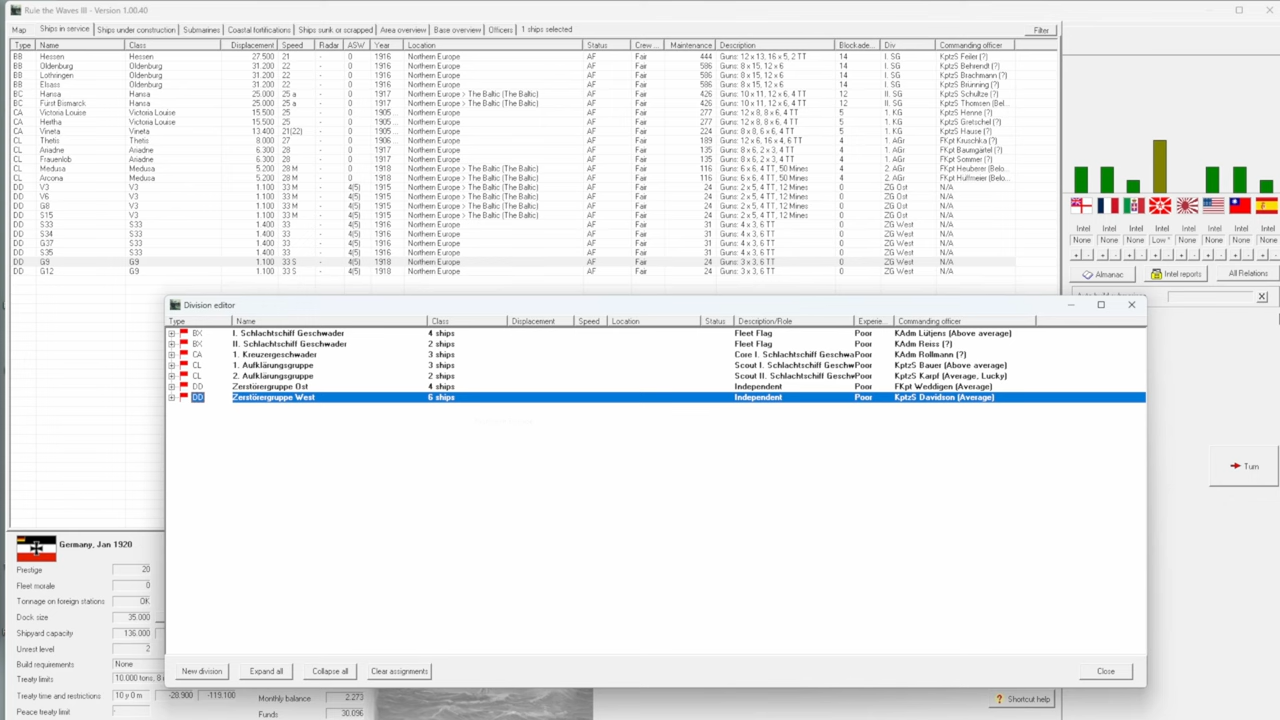 Rule the Waves III - Version 1.00.40
Map Ships in service Ships under construction Submarines Coastal fortifications Ships sunk or scrapped Area overview Base overview Officers 1 ships selected Filter
Type Name Class Displacement Speed Radar ASW Year Location Status Crew ... Maintenance Description Blockade... Div Commanding officer
BB Hessen Hessen 27.500 21 - 0 1916 Northern Europe AF Fair 444 Guns: 12 x 13, 16 x 5, 2 TT 14 I. SG KptzS Feiler (?)
BB Oldenburg Oldenburg 31.200 22 - 0 1916 Northern Europe AF Fair 586 Guns: 8 x 15, 12 x 6 14 I. SG KptzS Behrendt (?)
BB Lothringen Oldenburg 31.200 22 - 0 1916 Northern Europe AF Fair 586 Guns: 8 x 15, 12 x 6 14 I. SG KptzS Brachmann (?)
BB Elsass Oldenburg 31.200 22 - 0 1916 Northern Europe AF Fair 586 Guns: 8 x 15, 12 x 6 14 I. SG KptzS Brünning (?)
BC Hansa Hansa 25.000 25 a - 0 1917 Northern Europe > The Baltic (The Baltic) AF Fair 426 Guns: 10 x 11, 12 x 6, 4 TT 12 II. SG KptzS Schultze (?)
BC Fürst Bismarck Hansa 25.000 25 a - 0 1917 Northern Europe > The Baltic (The Baltic) AF Fair 426 Guns: 10 x 11, 12 x 6, 4 TT 12 II. SG KptzS Thomsen (Bel...
CA Victoria Louise Victoria Louise 15.500 25 - 0 1905 ... Northern Europe AF Fair 277 Guns: 12 x 8, 8 x 6, 4 TT 5 1. KG KptzS Henne (?)
CA Hertha Victoria Louise 15.500 25 - 0 1905 ... Northern Europe AF Fair 277 Guns: 12 x 8, 8 x 6, 4 TT 5 1. KG KptzS Gretschel (?)
CA Vineta Vineta 13.400 21(22) - 0 1905 ... Northern Europe AF Fair 224 Guns: 8 x 8, 6 x 6, 4 TT 5 1. KG KptzS Hause (?)
CL Thetis Thetis 8.000 27 - 0 1906 ... Northern Europe AF Fair 189 Guns: 12 x 6, 16 x 4, 6 TT 4 1. AGr FKpt Kruschka (?)
CL Ariadne Ariadne 6.300 28 - 0 Northern Europe AF Fair 135 Guns: 8 x 6, 2 x 3, 4 TT 4 1. AGr FKpt Baumgärtel (?)
CL Frauenlob Ariadne 6.300 28 - 0 Northern Europe AF Fair 135 Guns: 8 x 6, 2 x 3, 4 TT 4 1. AGr FKpt Sommer (?)
CL Medusa Medusa 5.200 28 M - 0 1918 Northern Europe > The Baltic (The Baltic) AF Fair 116 Guns: 6 x 6, 4 TT, 50 Mines 4 2. AGr FKpt Heuberer (Belo...
CL Arcona Medusa 5.200 28 M - 0 1918 Northern Europe > The Baltic (The Baltic) AF Fair 116 Guns: 6 x 6, 4 TT, 50 Mines 4 2. AGr FKpt Huffmeier (Bel...
DD V3 V3 1.100 33 M - 4(5) 1918 Northern Europe > The Baltic (The Baltic) AF Fair 24 Guns: 2 x 5, 4 TT, 12 Mines 0 ZG Ost N/A
DD V6 V3 1.100 33 M - 4(5) 1918 Northern Europe > The Baltic (The Baltic) AF Fair 24 Guns: 2 x 5, 4 TT, 12 Mines 0 ZG Ost N/A
DD G8 V3 1.100 33 M - 4(5) 1918 Northern Europe > The Baltic (The Baltic) AF Fair 24 Guns: 2 x 5, 4 TT, 12 Mines 0 ZG Ost N/A
DD S15 V3 1.100 33 M - 4(5) 1918 Northern Europe > The Baltic (The Baltic) AF Fair 24 Guns: 2 x 5, 4 TT, 12 Mines 0 ZG Ost N/A
DD S33 S33 1.400 33 - 4(5) 1918 Northern Europe AF Fair 31 Guns: 4 x 3, 6 TT 0 ZG West N/A
DD S34 S33 1.400 33 - 4(5) 1918 Northern Europe AF Fair 31 Guns: 4 x 3, 6 TT 0 ZG West N/A
DD G37 S33 1.400 33 - 4(5) 1918 Northern Europe AF Fair 31 Guns: 4 x 3, 6 TT 0 ZG West N/A
DD S35 S33 1.400 33 - 4(5) 1918 Northern Europe AF Fair 31 Guns: 4 x 3, 6 TT 0 ZG West N/A
DD G9 G9 1.100 33 S - 4(5) 1918 Northern Europe AF Fair 24 Guns: 3 x 3, 6 TT 0 ZG West N/A
DD G12 G9 1.100 33 S - 4(5) 1918 Northern Europe AF Fair 24 Guns: 3 x 3, 6 TT 0 ZG West N/A
Intel Intel Intel Intel Intel Intel Intel Intel
None None None Low * None None None None
Almanac Intel reports All Relations
Turn
Division editor
Type Name Class Displacement Speed Location Status Description/Role Experie... Commanding officer
BX I. Schlachtschiff Geschwader 4 ships Fleet Flag Poor KAdm Lütjens (Above average)
BX II. Schlachtschiff Geschwader 2 ships Fleet Flag Poor KAdm Reiss (?)
CA 1. Kreuzergeschwader 3 ships Core I. Schlachtschiff Geschwa Poor KAdm Rollmann (?)
CL 1. Aufklärungsgruppe 3 ships Scout I. Schlachtschiff Geschwa Poor KptzS Bauer (Above average)
CL 2. Aufklärungsgruppe 2 ships Scout II. Schlachtschiff Geschw Poor KptzS Karpf (Average, Lucky)
DD Zerstörergruppe Ost 4 ships Independent Poor FKpt Weddigen (Average)
DD Zerstörergruppe West 6 ships Independent Poor KptzS Davidson (Average)
New division Expand all Collapse all Clear assignments Close
Germany, Jan 1920
Prestige 20
Fleet morale 0
Tonnage on foreign stations OK
Dock size 35.000
Shipyard capacity 136.000
Unrest level 2
Build requirements None
Treaty limits 10.000 tons, 8
Treaty time and restrictions 10 y 0 m -28.900 -119.100
Peace treaty limit -
Monthly balance 2.273
Funds 30.096
Shortcut help